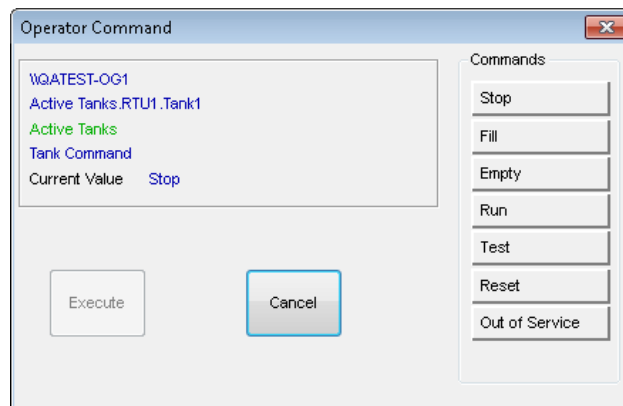 Operator Command
\\QATEST-OG1
Active Tanks.RTU1.Tank1
Active Tanks
Tank Command
Current Value Stop
Execute
Cancel
Commands
Stop
Fill
Empty
Run
Test
Reset
Out of Service